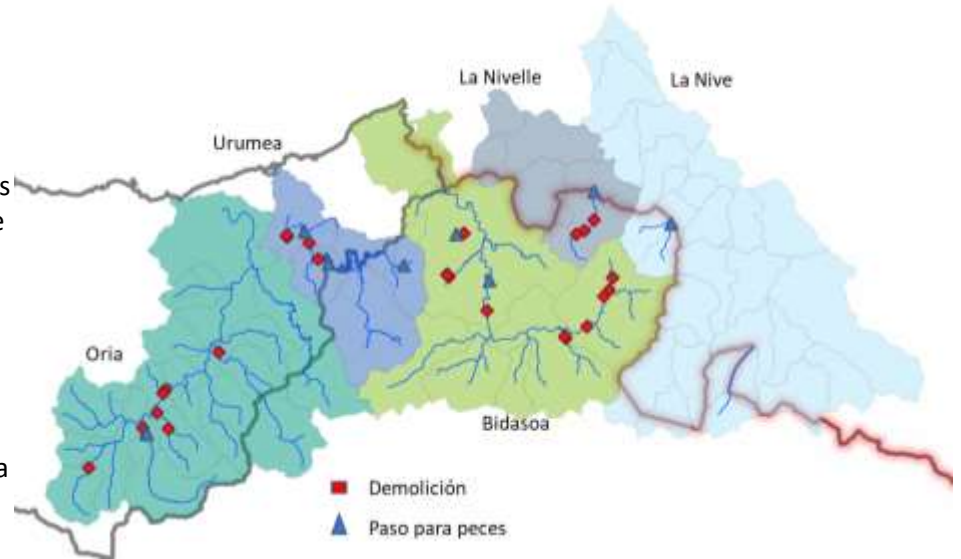 La Nivelle
La Nive
Urumea
s
e
Oria
Bidasoa
a
Demolición
Paso para peces